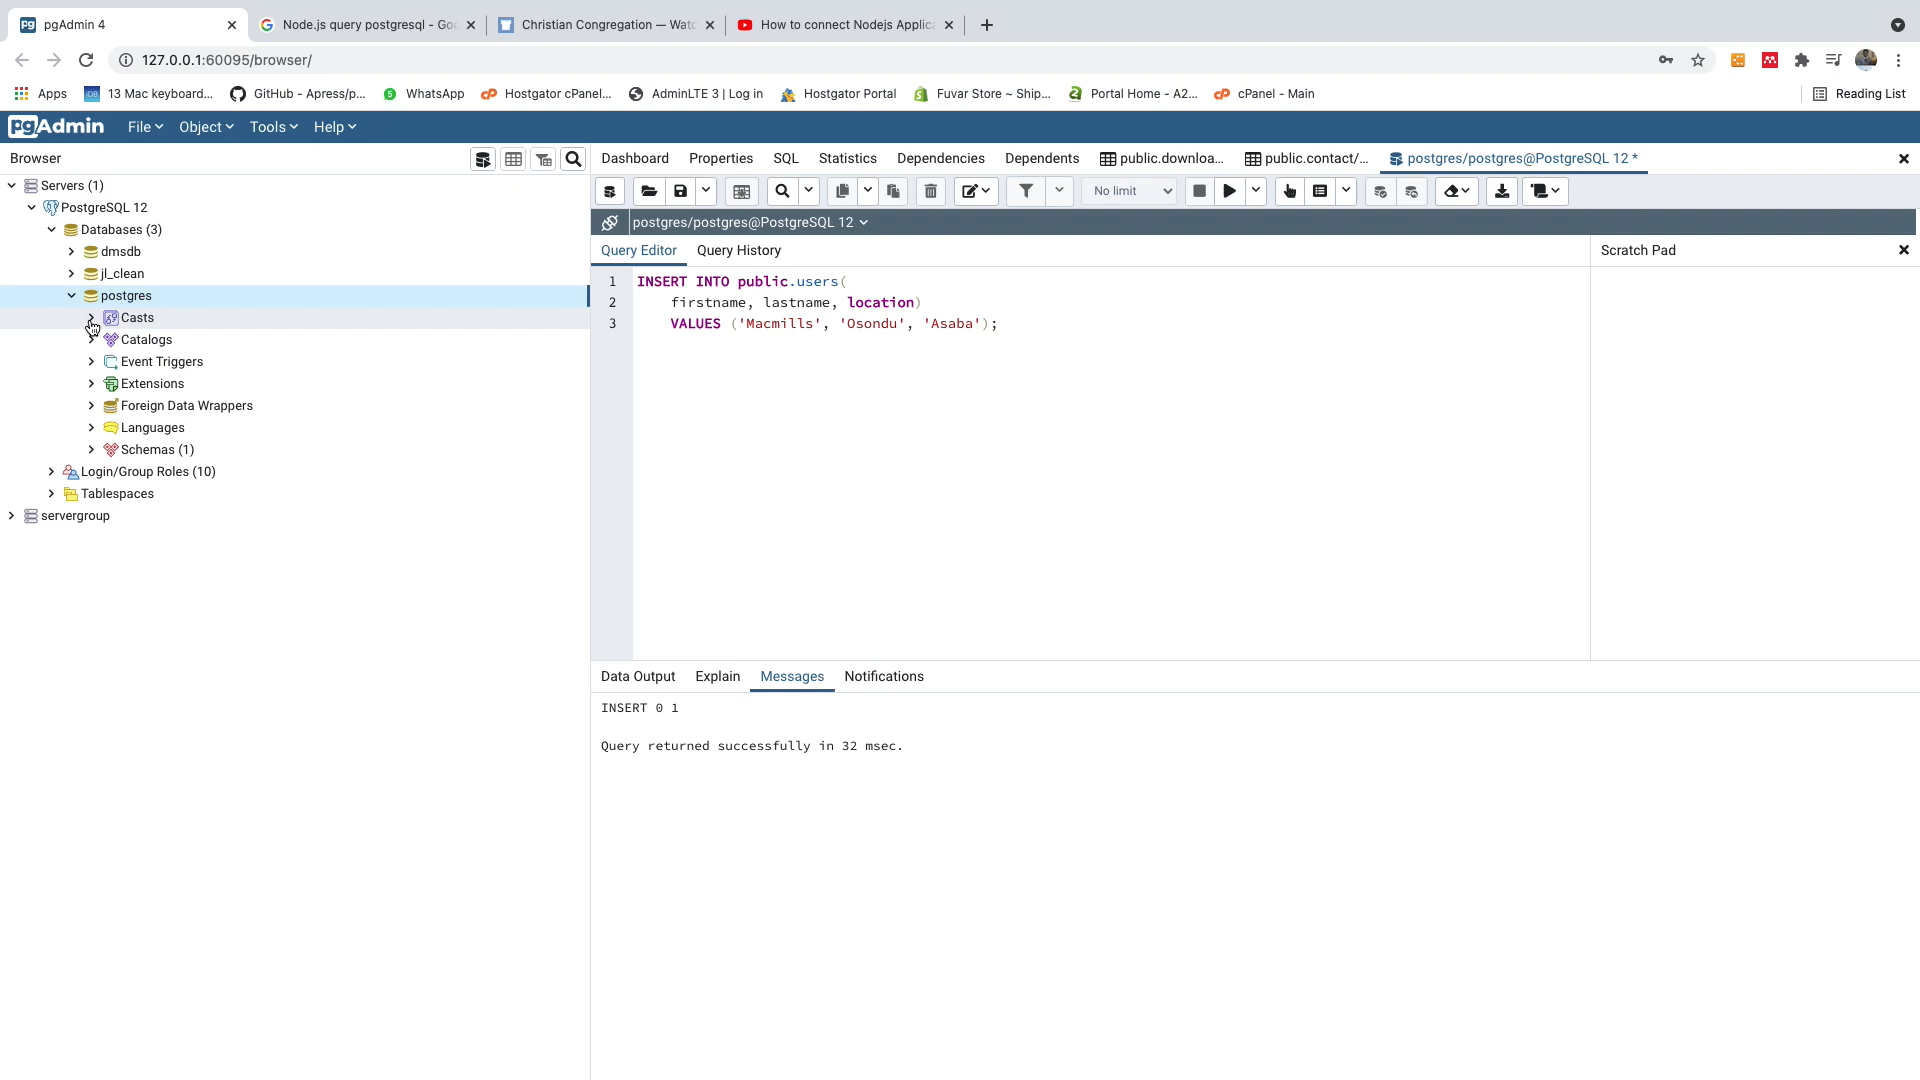 pgAdmin 4
Node.js query postgresql - Goo
Christian Congregation — Watc
How to connect Nodejs Applica
127.0.0.1:60095/browser/
Apps
13 Mac keyboard...
GitHub - Apress/p...
WhatsApp
Hostgator cPanel...
AdminLTE 3 | Log in
Hostgator Portal
Fuvar Store ~ Ship...
Portal Home - A2...
cPanel - Main
Reading List
pgAdmin
File
Object
Tools
Help
Browser
Dashboard
Properties
SQL
Statistics
Dependencies
Dependents
public.downloa...
public.contact/...
postgres/postgres@PostgreSQL 12 *
Servers (1)
PostgreSQL 12
Databases (3)
dmsdb
jl_clean
postgres
Casts
Catalogs
Event Triggers
Extensions
Foreign Data Wrappers
Languages
Schemas (1)
Login/Group Roles (10)
Tablespaces
servergroup
No limit
postgres/postgres@PostgreSQL 12
Query Editor
Query History
Scratch Pad
1 INSERT INTO public.users(
2 firstname, lastname, location)
3 VALUES ('Macmills', 'Osondu', 'Asaba');
Data Output
Explain
Messages
Notifications
INSERT 0 1
Query returned successfully in 32 msec.